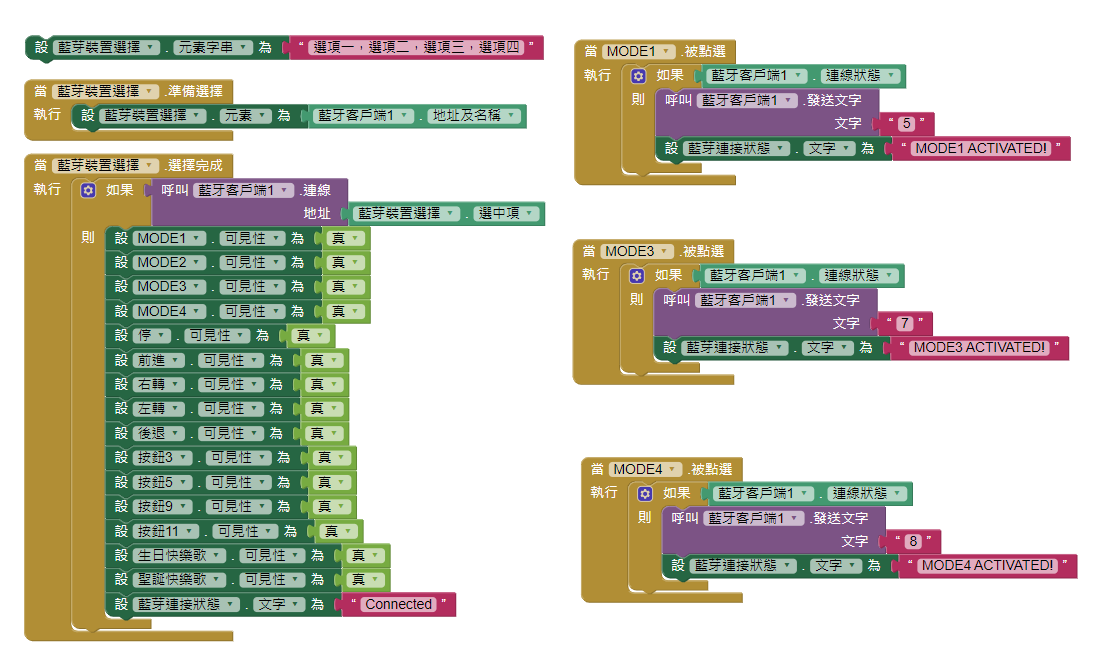 設 藍芽裝置選擇 . 元素字串 為 “ 選項一，選項二，選項三，選項四 ”
當 藍芽裝置選擇 .準備選擇
執行 設 藍芽裝置選擇 . 元素 為 藍牙客戶端1 . 地址及名稱
當 藍芽裝置選擇 .選擇完成
執行 如果 呼叫 藍牙客戶端1 .連線
地址 藍芽裝置選擇 . 選中項
則 設 MODE1 . 可見性 為 真
設 MODE2 . 可見性 為 真
設 MODE3 . 可見性 為 真
設 MODE4 . 可見性 為 真
設 停 . 可見性 為 真
設 前進 . 可見性 為 真
設 右轉 . 可見性 為 真
設 左轉 . 可見性 為 真
設 後退 . 可見性 為 真
設 按鈕3 . 可見性 為 真
設 按鈕5 . 可見性 為 真
設 按鈕9 . 可見性 為 真
設 按鈕11 . 可見性 為 真
設 生日快樂歌 . 可見性 為 真
設 聖誕快樂歌 . 可見性 為 真
設 藍芽連接狀態 . 文字 為 “ Connected ”
當 MODE1 .被點選
執行 如果 藍牙客戶端1 . 連線狀態
則 呼叫 藍牙客戶端1 .發送文字
文字 “ 5 ”
設 藍芽連接狀態 . 文字 為 “ MODE1 ACTIVATED! ”
當 MODE3 .被點選
執行 如果 藍牙客戶端1 . 連線狀態
則 呼叫 藍牙客戶端1 .發送文字
文字 “ 7 ”
設 藍芽連接狀態 . 文字 為 “ MODE3 ACTIVATED! ”
當 MODE4 .被點選
執行 如果 藍牙客戶端1 . 連線狀態
則 呼叫 藍牙客戶端1 .發送文字
文字 “ 8 ”
設 藍芽連接狀態 . 文字 為 “ MODE4 ACTIVATED! ”